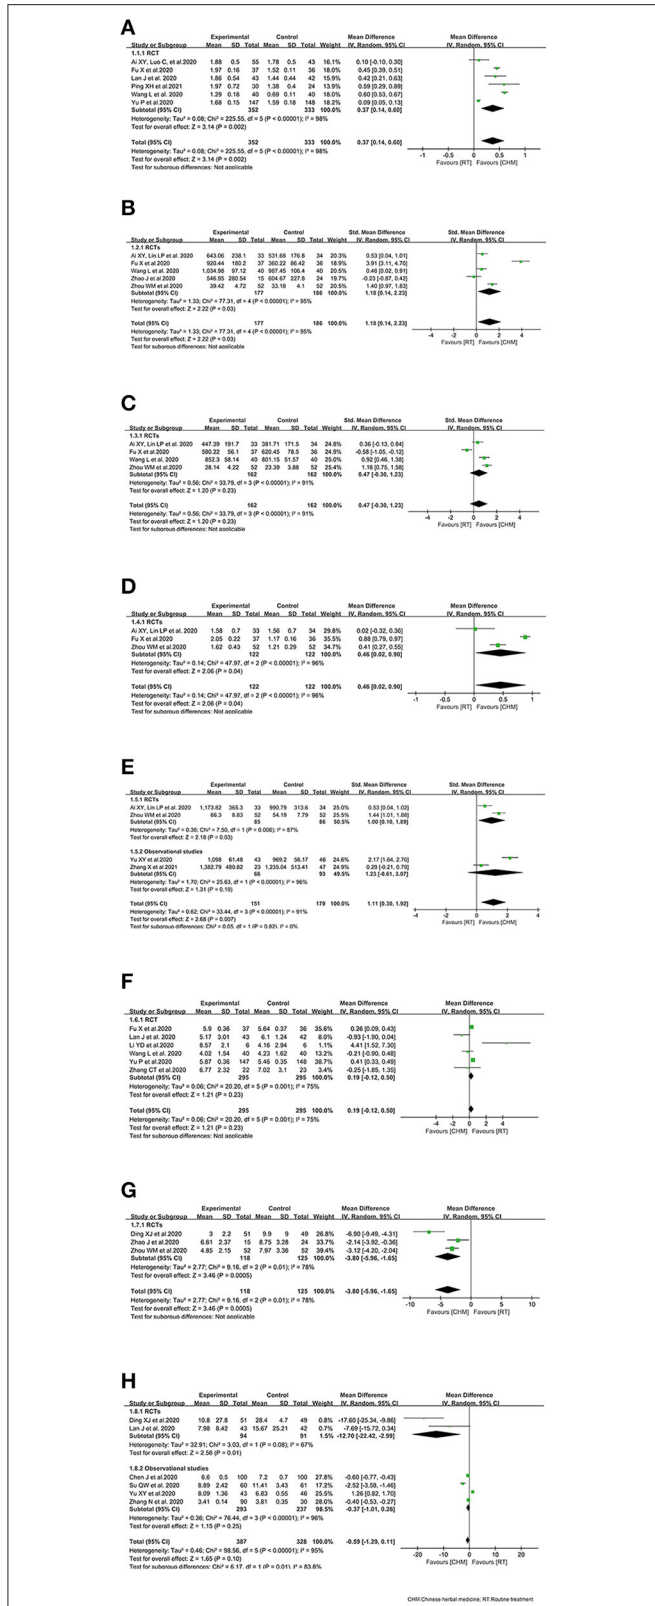 A
Experimental Control Mean Difference Mean Difference
Study or Subgroup Mean SD Total Mean SD Total Weight IV, Random, 95% CI IV, Random, 95% CI
1.1.1 RCT
Ai XY, Luo C, et al.2020 1.88 0.5 55 1.78 0.5 43 16.1% 0.10 [-0.10, 0.30]
Fu X et al.2020 1.97 0.16 37 1.52 0.11 36 0.45 [0.39, 0.51]
Lan J et al.2020 1.86 0.54 43 1.44 0.44 42 0.42 [0.21, 0.63]
Ping XH et al.2021 1.97 0.72 30 1.38 0.4 24 0.59 [0.29, 0.89]
Wang L et al.2020 1.29 0.18 40 0.69 0.11 40 0.60 [0.53, 0.67]
Yu P et al.2020 1.68 0.15 147 1.59 0.18 148 0.09 [0.05, 0.13]
Subtotal (95% CI) 352 333 100.0% 0.37 [0.14, 0.60]
Heterogeneity: Tau² = 0.08; Chi² = 225.55, df = 5 (P < 0.00001); I² = 98%
Test for overall effect: Z = 3.14 (P = 0.002)
Total (95% CI) 352 333 100.0% 0.37 [0.14, 0.60]
Heterogeneity: Tau² = 0.08; Chi² = 225.55, df = 5 (P < 0.00001); I² = 98%
Test for overall effect: Z = 3.14 (P = 0.002)
Test for subgroup differences: Not applicable
-1 -0.5 0 0.5 1
Favours [RT] Favours [CHM]
B
Experimental Control Std. Mean Difference Std. Mean Difference
Study or Subgroup Mean SD Total Mean SD Total Weight IV, Random, 95% CI IV, Random, 95% CI
1.2.1 RCTs
Ai XY, Lin LP et al. 2020 643.06 238.1 33 531.68 176.8 34 20.3% 0.53 [0.04, 1.01]
Fu X et al.2020 920.44 180.2 37 360.22 86.42 36 18.9% 3.91 [3.11, 4.70]
Wang L et al.2020 1,034.98 97.12 40 987.45 106.4 40 20.4% 0.46 [0.02, 0.91]
Zhao J et al.2020 546.95 280.54 15 604.67 227.8 24 19.7% -0.23 [-0.87, 0.42]
Zhou WM et al.2020 39.42 4.72 52 33.18 4.1 52 20.6% 1.40 [0.97, 1.83]
Subtotal (95% CI) 177 186 100.0% 1.18 [0.14, 2.23]
Heterogeneity: Tau² = 1.33; Chi² = 77.31, df = 4 (P < 0.00001); I² = 95%
Test for overall effect: Z = 2.22 (P = 0.03)
Total (95% CI) 177 186 100.0% 1.18 [0.14, 2.23]
Heterogeneity: Tau² = 1.33; Chi² = 77.31, df = 4 (P < 0.00001); I² = 95%
Test for overall effect: Z = 2.22 (P = 0.03)
Test for subgroup differences: Not applicable
-4 -2 0 2 4
Favours [RT] Favours [CHM]
C
Experimental Control Std. Mean Difference Std. Mean Difference
Study or Subgroup Mean SD Total Mean SD Total Weight IV, Random, 95% CI IV, Random, 95% CI
1.3.1 RCTs
Ai XY, Lin LP et al. 2020 447.39 191.7 33 381.71 171.5 34 24.8% 0.36 [-0.13, 0.84]
Fu X et al.2020 580.22 56.1 37 620.45 78.5 36 25.0% -0.58 [-1.05, -0.12]
Wang L et al.2020 852.3 58.14 40 801.15 51.57 40 25.0% 0.92 [0.46, 1.38]
Zhou WM et al.2020 28.14 4.22 52 23.39 3.88 52 25.2% 1.16 [0.75, 1.58]
Subtotal (95% CI) 162 162 100.0% 0.47 [-0.30, 1.23]
Heterogeneity: Tau² = 0.56; Chi² = 33.79, df = 3 (P < 0.00001); I² = 91%
Test for overall effect: Z = 1.20 (P = 0.23)
Total (95% CI) 162 162 100.0% 0.47 [-0.30, 1.23]
Heterogeneity: Tau² = 0.56; Chi² = 33.79, df = 3 (P < 0.00001); I² = 91%
Test for overall effect: Z = 1.20 (P = 0.23)
Test for subgroup differences: Not applicable
-4 -2 0 2 4
Favours [RT] Favours [CHM]
D
Experimental Control Mean Difference Mean Difference
Study or Subgroup Mean SD Total Mean SD Total Weight IV, Random, 95% CI IV, Random, 95% CI
1.4.1 RCTs
Ai XY, Lin LP et al. 2020 1.58 0.7 33 1.56 0.7 34 29.8% 0.02 [-0.32, 0.36]
Fu X et al.2020 2.05 0.22 37 1.17 0.16 36 35.5% 0.88 [0.79, 0.97]
Zhou WM et al.2020 1.62 0.43 52 1.21 0.29 52 34.6% 0.41 [0.27, 0.55]
Subtotal (95% CI) 122 122 100.0% 0.46 [0.02, 0.90]
Heterogeneity: Tau² = 0.14; Chi² = 47.97, df = 2 (P < 0.00001); I² = 96%
Test for overall effect: Z = 2.06 (P = 0.04)
Total (95% CI) 122 122 100.0% 0.46 [0.02, 0.90]
Heterogeneity: Tau² = 0.14; Chi² = 47.97, df = 2 (P < 0.00001); I² = 96%
Test for overall effect: Z = 2.06 (P = 0.04)
Test for subgroup differences: Not applicable
-1 -0.5 0 0.5 1
Favours [RT] Favours [CHM]
E
Experimental Control Std. Mean Difference Std. Mean Difference
Study or Subgroup Mean SD Total Mean SD Total Weight IV, Random, 95% CI IV, Random, 95% CI
1.5.1 RCTs
Ai XY, Lin LP et al. 2020 1,173.82 365.3 33 990.79 313.6 34 25.0% 0.53 [0.04, 1.02]
Zhou WM et al.2020 66.3 8.83 52 54.19 7.79 52 25.5% 1.44 [1.01, 1.88]
Subtotal (95% CI) 85 86 50.5% 1.00 [0.10, 1.89]
Heterogeneity: Tau² = 0.36; Chi² = 7.50, df = 1 (P = 0.006); I² = 87%
Test for overall effect: Z = 2.18 (P = 0.03)
1.5.2 Observational studies
Yu XY et al.2020 1,098 61.48 43 969.2 56.17 46 24.6% 2.17 [1.64, 2.70]
Zhang X et al.2021 1,382.79 480.82 23 1,235.04 513.41 47 0.29 [-0.21, 0.79]
Subtotal (95% CI) 66 93 49.5% 1.23 [-0.61, 3.07]
Heterogeneity: Tau² = 1.70; Chi² = 25.63, df = 1 (P < 0.00001); I² = 96%
Test for overall effect: Z = 1.31 (P = 0.19)
Total (95% CI) 151 179 100.0% 1.11 [0.30, 1.92]
Heterogeneity: Tau² = 0.62; Chi² = 33.44, df = 3 (P < 0.00001); I² = 91%
Test for overall effect: Z = 2.68 (P = 0.007)
Test for subgroup differences: Chi² = 0.05, df = 1 (P = 0.82), I² = 0%
-4 -2 0 2 4
Favours [RT] Favours [CHM]
F
Experimental Control Mean Difference Mean Difference
Study or Subgroup Mean SD Total Mean SD Total Weight IV, Random, 95% CI IV, Random, 95% CI
1.6.1 RCT
Fu X et al.2020 5.9 0.36 37 5.64 0.37 36 35.6% 0.26 [0.09, 0.43]
Lan J et al.2020 5.17 3.01 43 6.1 1.24 42 8.0% -0.93 [-1.90, 0.04]
Li YD et al.2020 8.57 2.1 6 4.16 2.94 6 1.1% 4.41 [1.52, 7.30]
Wang L et al.2020 4.02 1.54 40 4.23 1.62 40 -0.21 [-0.90, 0.48]
Yu P et al.2020 5.87 0.36 147 5.46 0.35 148 0.41 [0.33, 0.49]
Zhang CT et al.2020 6.77 2.32 22 7.02 3.1 23 3.4% -0.25 [-1.85, 1.35]
Subtotal (95% CI) 295 295 100.0% 0.19 [-0.12, 0.50]
Heterogeneity: Tau² = 0.06; Chi² = 20.20, df = 5 (P = 0.001); I² = 75%
Test for overall effect: Z = 1.21 (P = 0.23)
Total (95% CI) 295 295 100.0% 0.19 [-0.12, 0.50]
Heterogeneity: Tau² = 0.06; Chi² = 20.20, df = 5 (P = 0.001); I² = 75%
Test for overall effect: Z = 1.21 (P = 0.23)
Test for subgroup differences: Not applicable
-8 -4 0 4 8
Favours [CHM] Favours [RT]
G
Experimental Control Mean Difference Mean Difference
Study or Subgroup Mean SD Total Mean SD Total Weight IV, Random, 95% CI IV, Random, 95% CI
1.7.1 RCTs
Ding XJ et al.2020 3 2.2 51 9.9 9 49 26.8% -6.90 [-9.49, -4.31]
Zhao J et al.2020 6.61 2.37 15 8.75 3.28 24 33.7% -2.14 [-3.92, -0.36]
Zhou WM et al.2020 4.85 2.15 52 7.97 3.36 52 39.4% -3.12 [-4.20, -2.04]
Subtotal (95% CI) 118 125 100.0% -3.80 [-5.96, -1.65]
Heterogeneity: Tau² = 2.77; Chi² = 9.16, df = 2 (P = 0.01); I² = 78%
Test for overall effect: Z = 3.46 (P = 0.0005)
Total (95% CI) 118 125 100.0% -3.80 [-5.96, -1.65]
Heterogeneity: Tau² = 2.77; Chi² = 9.16, df = 2 (P = 0.01); I² = 78%
Test for overall effect: Z = 3.46 (P = 0.0005)
Test for subgroup differences: Not applicable
-10 -5 0 5 10
Favours [CHM] Favours [RT]
H
Experimental Control Mean Difference Mean Difference
Study or Subgroup Mean SD Total Mean SD Total Weight IV, Random, 95% CI IV, Random, 95% CI
1.8.1 RCTs
Ding XJ et al.2020 10.8 27.8 51 28.4 4.7 49 0.8% -17.60 [-25.34, -9.86]
Lan J et al.2020 7.98 8.42 43 15.67 25.21 42 0.7% -7.69 [-15.72, 0.34]
Subtotal (95% CI) 94 91 1.5% -12.70 [-22.42, -2.99]
Heterogeneity: Tau² = 32.91; Chi² = 3.03, df = 1 (P = 0.08); I² = 67%
Test for overall effect: Z = 2.56 (P = 0.01)
1.8.2 Observational studies
Chen J et al.2020 6.6 0.5 100 7.2 0.7 100 27.8% -0.60 [-0.77, -0.43]
Su QW et al.2020 8.89 2.42 60 11.41 3.43 61 17.2% -2.52 [-3.58, -1.46]
Yu XY et al.2020 8.09 1.36 43 6.83 0.55 46 1.26 [0.82, 1.70]
Zhang N et al.2020 3.41 0.14 90 3.81 0.35 30 -0.40 [-0.53, -0.27]
Subtotal (95% CI) 293 237 98.5% -0.37 [-1.01, 0.26]
Heterogeneity: Tau² = 0.36; Chi² = 76.44, df = 3 (P < 0.00001); I² = 96%
Test for overall effect: Z = 1.15 (P = 0.25)
Total (95% CI) 387 328 100.0% -0.59 [-1.29, 0.11]
Heterogeneity: Tau² = 0.46; Chi² = 98.56, df = 5 (P < 0.00001); I² = 95%
Test for overall effect: Z = 1.65 (P = 0.10)
Test for subgroup differences: Chi² = 6.17, df = 1 (P = 0.01), I² = 83.8%
-20 -10 0 10 20
Favours [CHM] Favours [RT]
CHM:Chinese herbal medicine; RT:Routine treatment